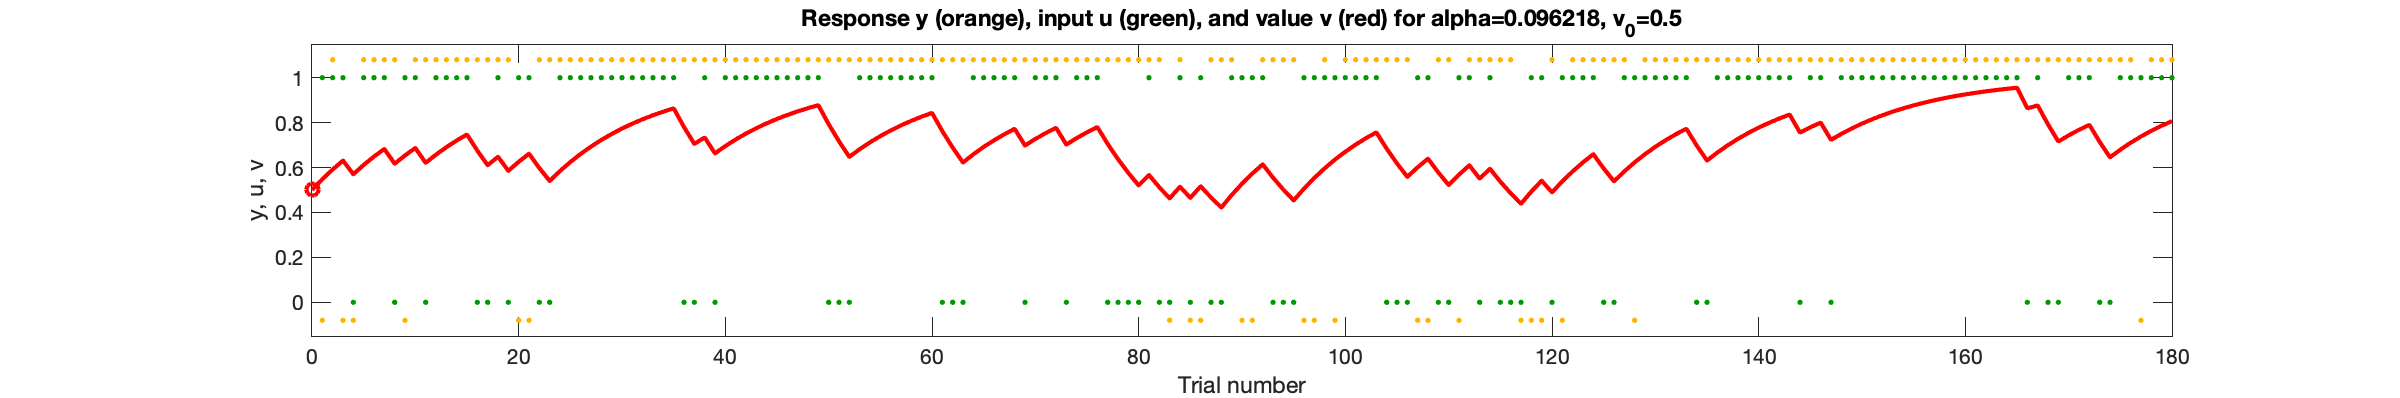 Response y (orange), input u (green), and value v (red) for alpha=0.096218, v_0=0.5
y, u, v
1
0.8
0.6
0.4
0.2
0
0 20 40 60 80 100 120 140 160 180
Trial number